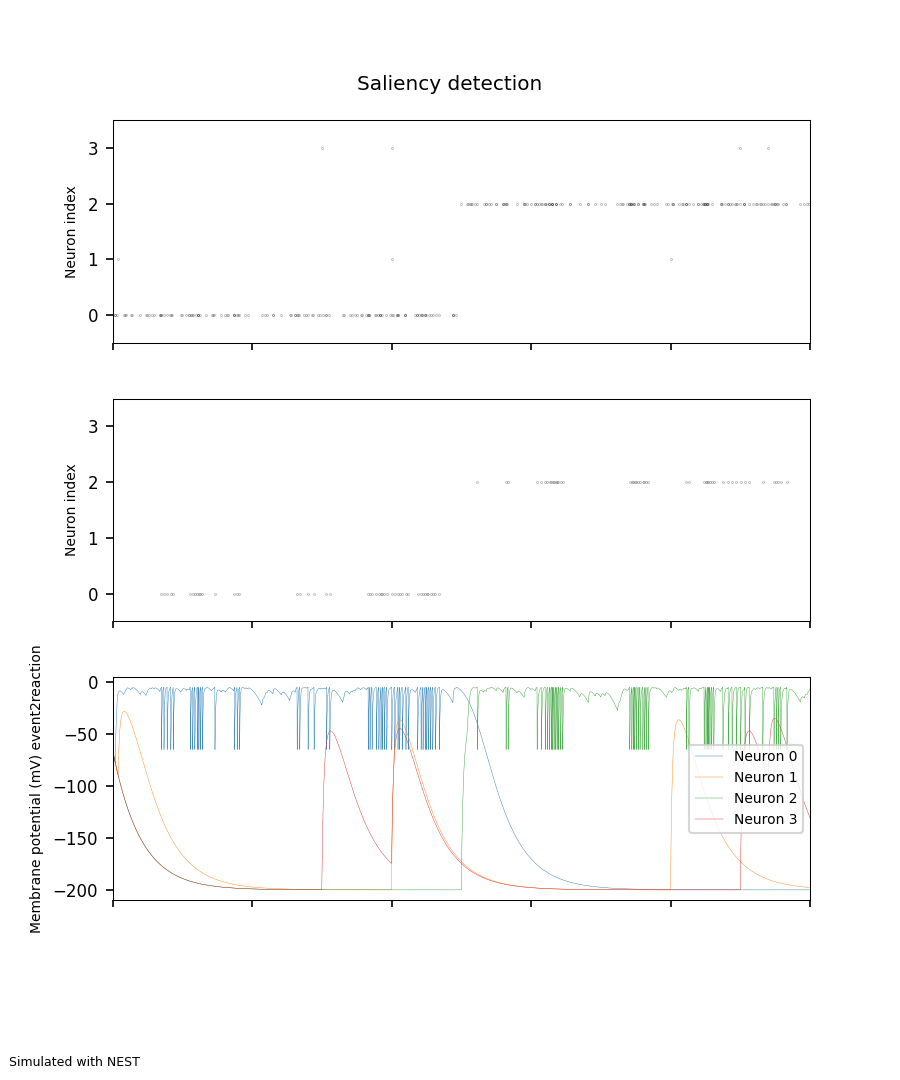 Saliency detection
3
2
1
0
Neuron index
3
2
1
0
Neuron index
0
−50
−100
−150
−200
Membrane potential (mV) event2reaction
Neuron 0
Neuron 1
Neuron 2
Neuron 3
Simulated with NEST